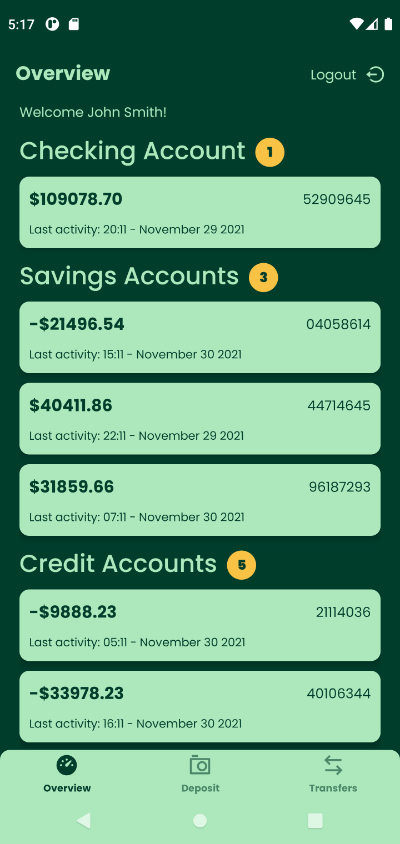 5:17
Overview
Logout
Welcome John Smith!
Checking Account 1
$109078.70 52909645
Last activity: 20:11 - November 29 2021
Savings Accounts 3
-$21496.54 04058614
Last activity: 15:11 - November 30 2021
$40411.86 44714645
Last activity: 22:11 - November 29 2021
$31859.66 96187293
Last activity: 07:11 - November 30 2021
Credit Accounts 5
-$9888.23 21114036
Last activity: 05:11 - November 30 2021
-$33978.23 40106344
Last activity: 16:11 - November 30 2021
Overview Deposit Transfers